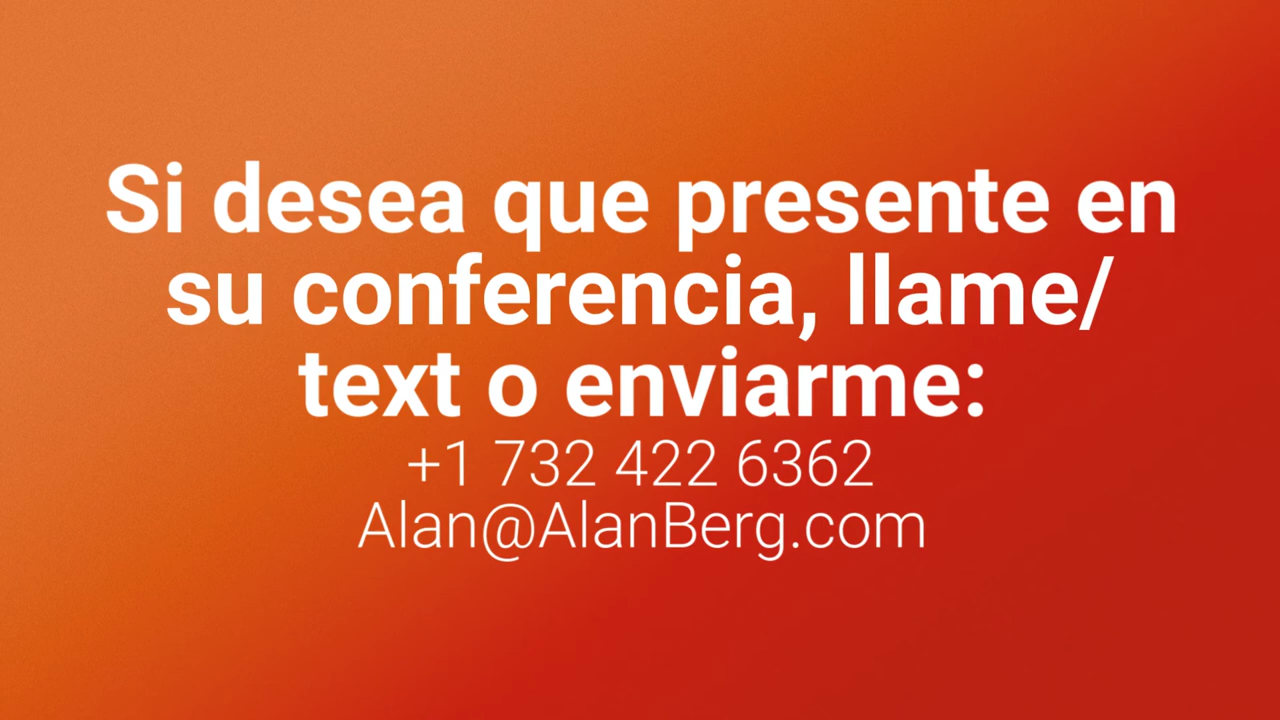 Si desea que presente en
su conferencia, llame/
text o enviarme:
+1 732 422 6362
Alan@AlanBerg.com